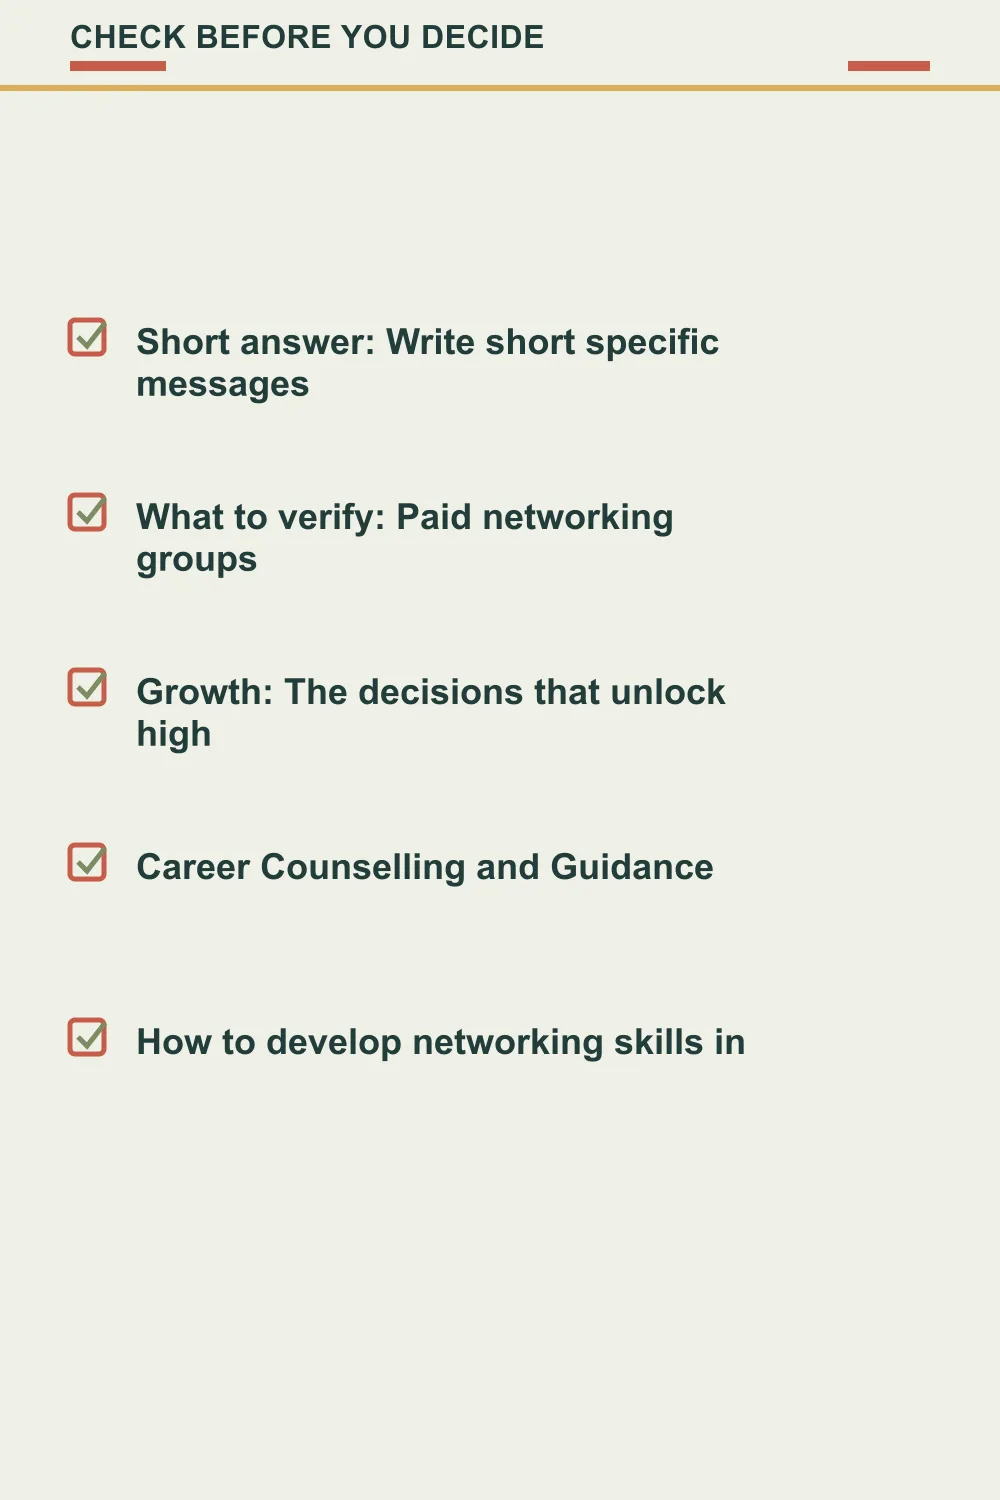 CHECK BEFORE YOU DECIDE
Short answer: Write short specific
messages
What to verify: Paid networking
groups
Growth: The decisions that unlock
high
Career Counselling and Guidance
How to develop networking skills in